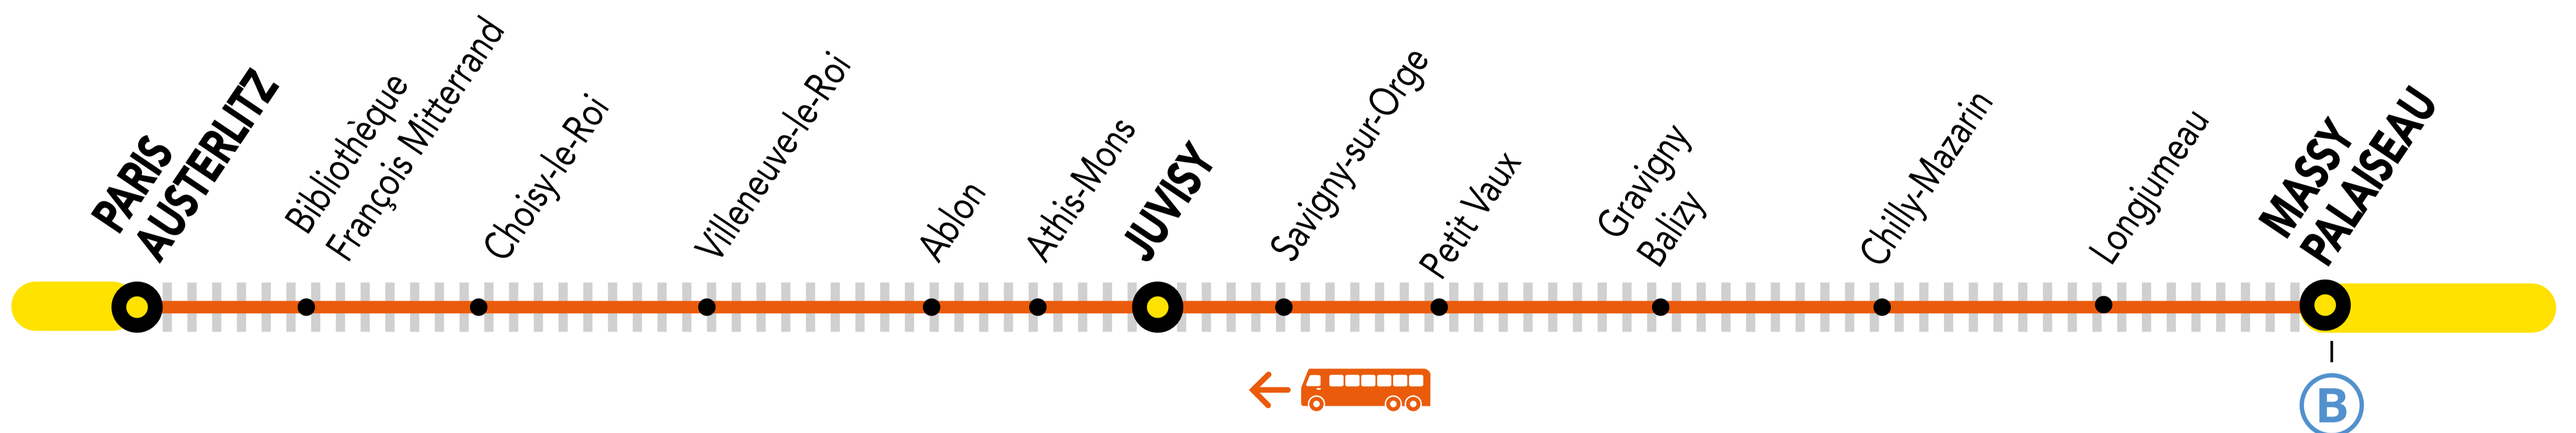 PARIS
AUSTERLITZ
Bibliothèque
François Mitterrand
Choisy-le-Roi
Villeneuve-le-Roi
Ablon
Athis-Mons
JUVISY
Savigny-sur-Orge
Petit Vaux
Gravigny
Balizy
Chilly-Mazarin
Longjumeau
MASSY
PALAISEAU
B